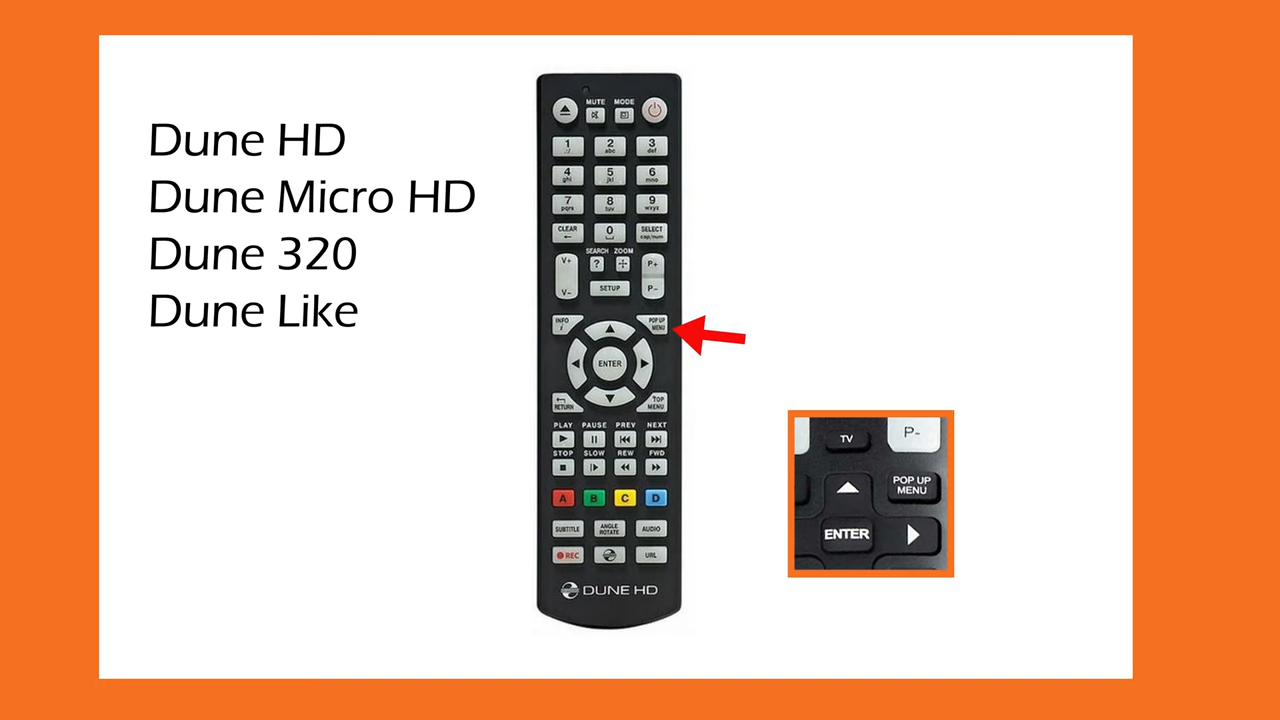 Dune HD
Dune Micro HD
Dune 320
Dune Like
MUTE MODE
1 2 3
.:/ abc def
4 5 6
ghi jkl mno
7 8 9
pqrs tuv wxyz
CLEAR 0 SELECT
cap/num
SEARCH ZOOM
V+ ? P+
V- SETUP P-
INFO POP UP
i MENU
ENTER
RETURN TOP
MENU
PLAY PAUSE PREV NEXT
STOP SLOW REW FWD
A B C D
SUBTITLE ANGLE ROTATE AUDIO
REC URL
DUNE HD
TV P-
POP UP
MENU
ENTER